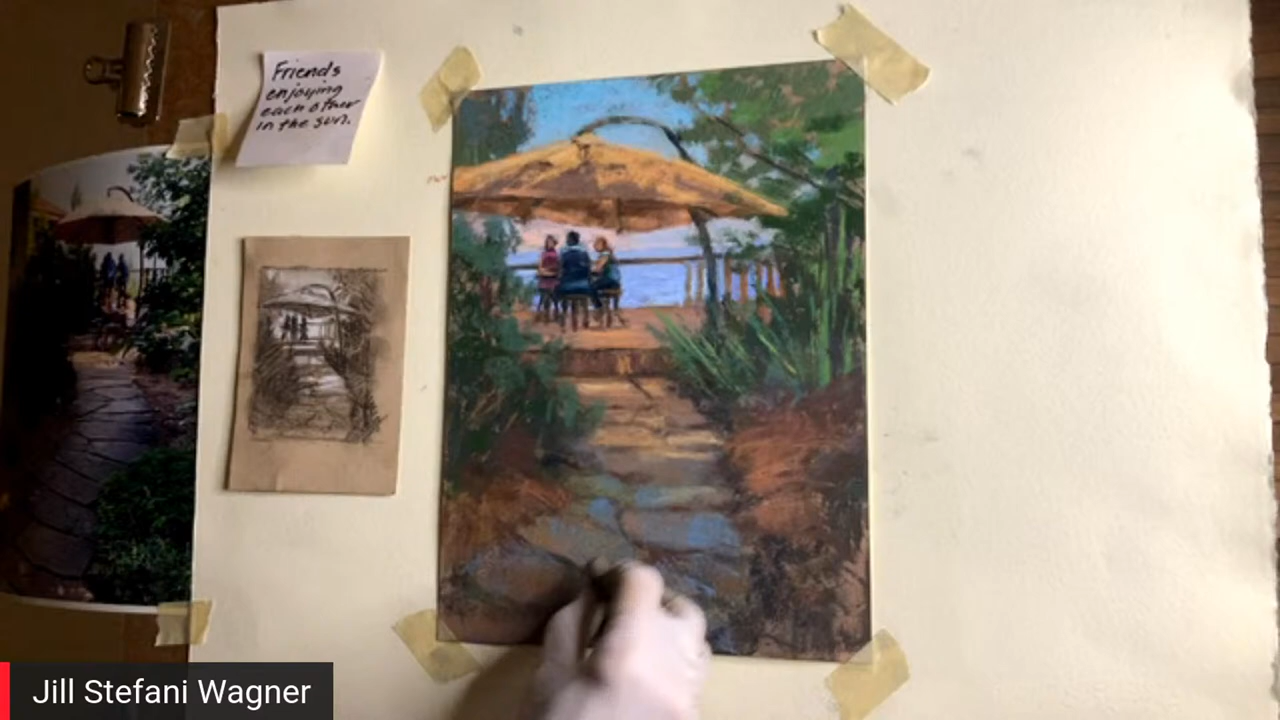 Friends
enjoying
each other
in the sun.
Jill Stefani Wagner